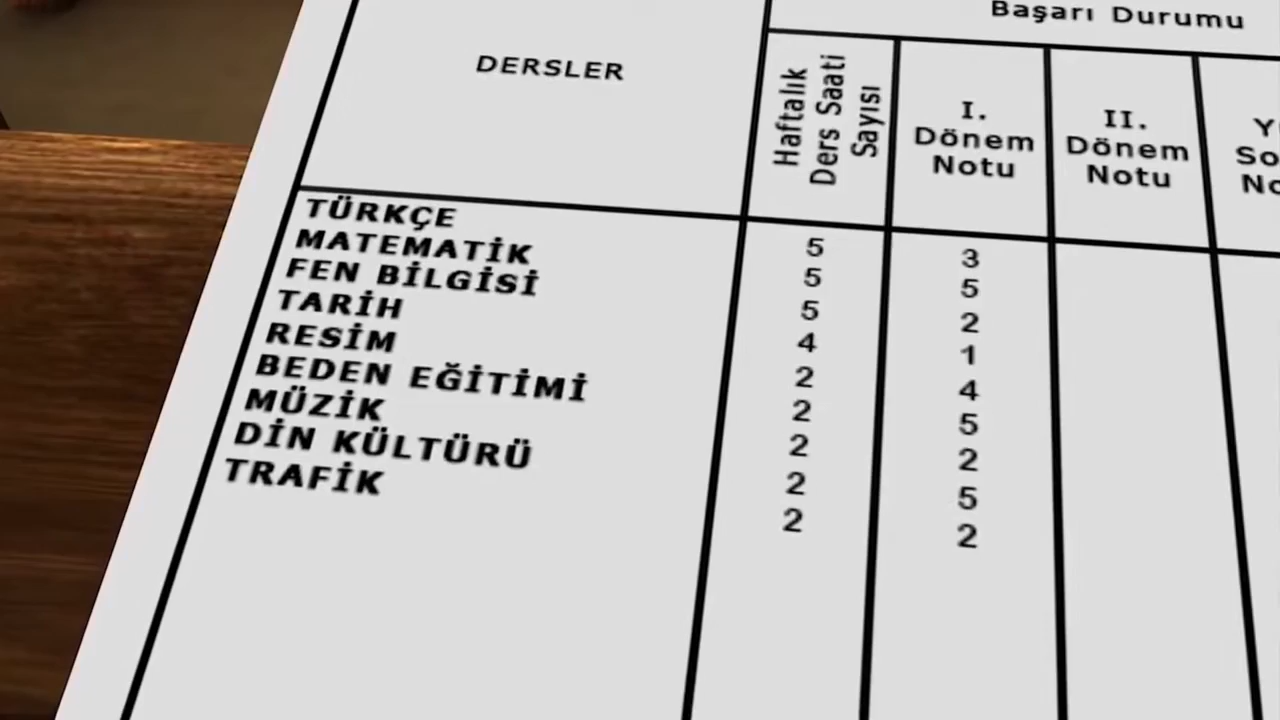 Başarı Durumu
DERSLER
Haftalık
Ders Saati
Sayısı
I.
Dönem
Notu
II.
Dönem
Notu
TÜRKÇE 5 3
MATEMATİK 5 5
FEN BİLGİSİ 5 2
TARİH 4 1
RESİM 2 4
BEDEN EĞİTİMİ 2 5
MÜZİK 2 2
DİN KÜLTÜRÜ 2 5
TRAFİK 2 2